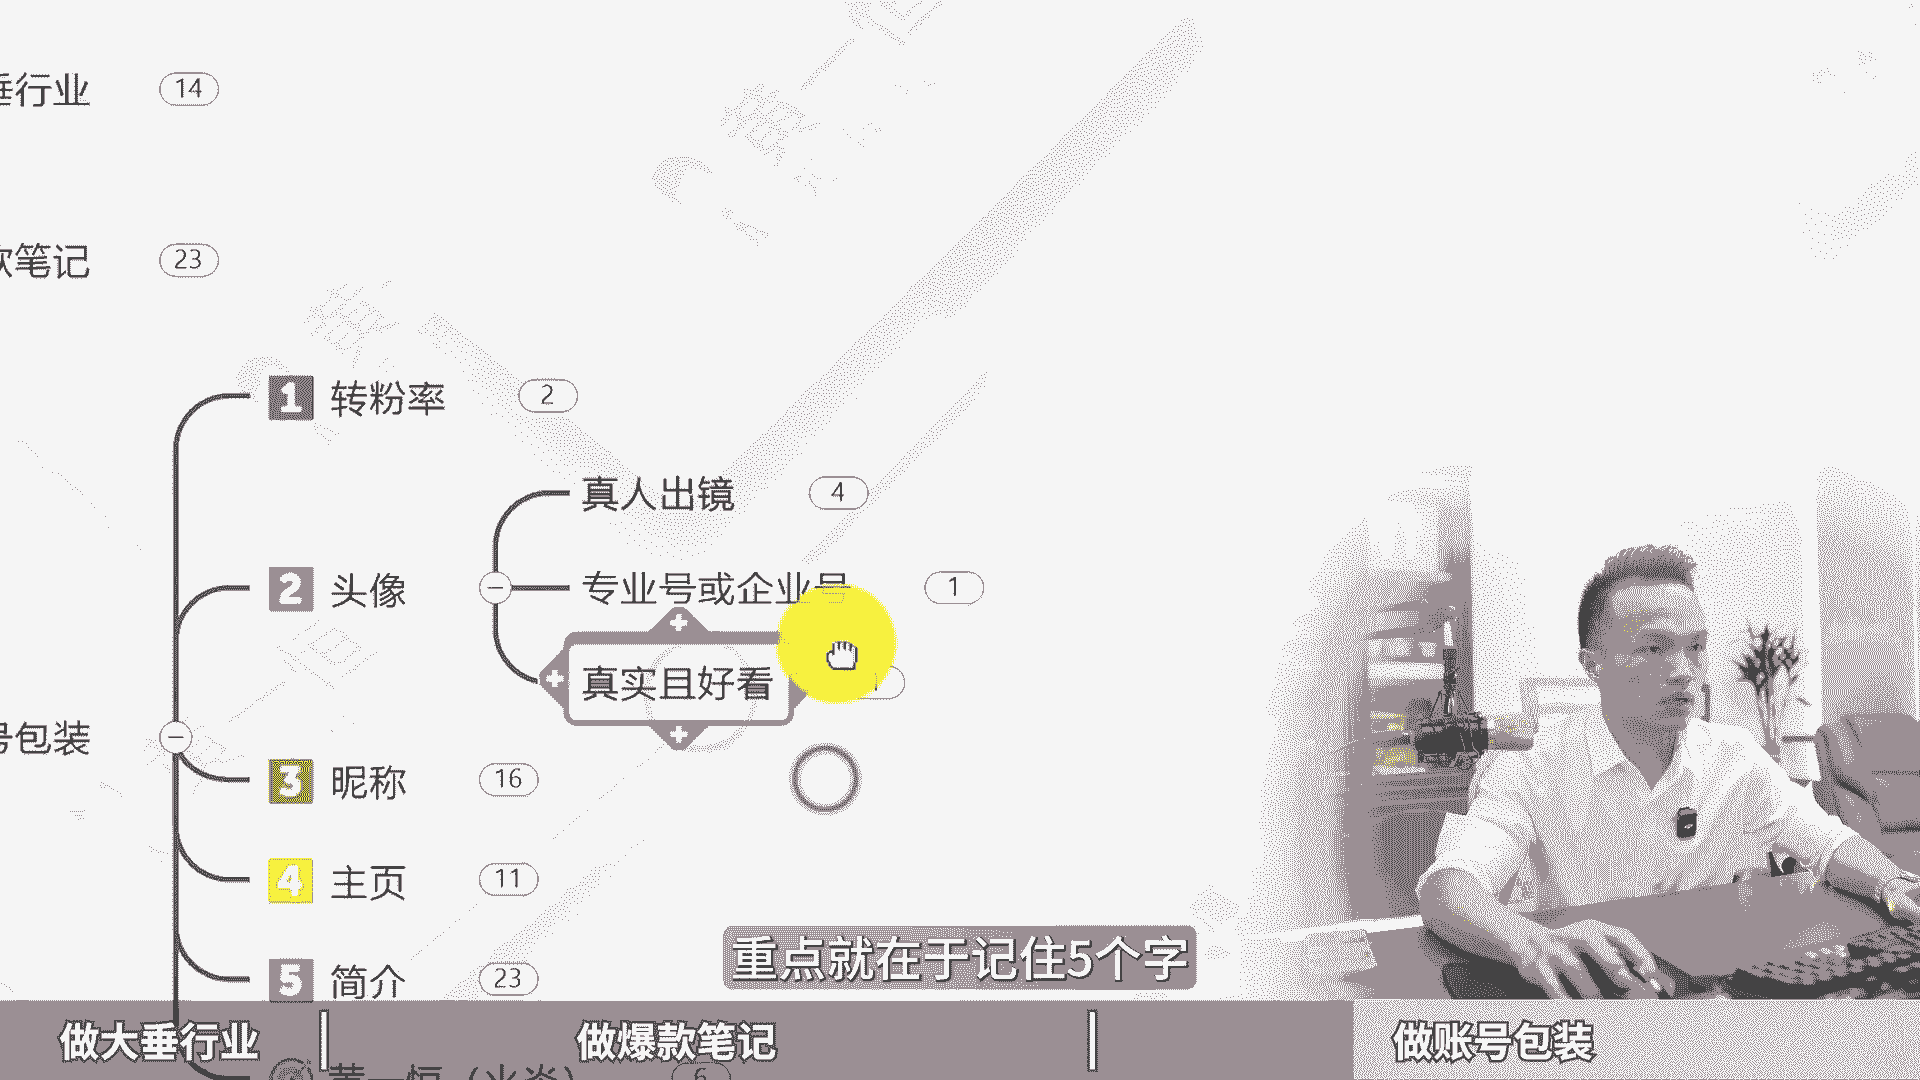 垂行业 14
款笔记 23
1 转粉率 2
真人出镜 4
2 头像
专业号或企业号 1
真实且好看
号包装
3 昵称 16
4 主页 11
重点就在于记住5个字
5 简介 23
做大垂行业
做爆款笔记
做账号包装
6